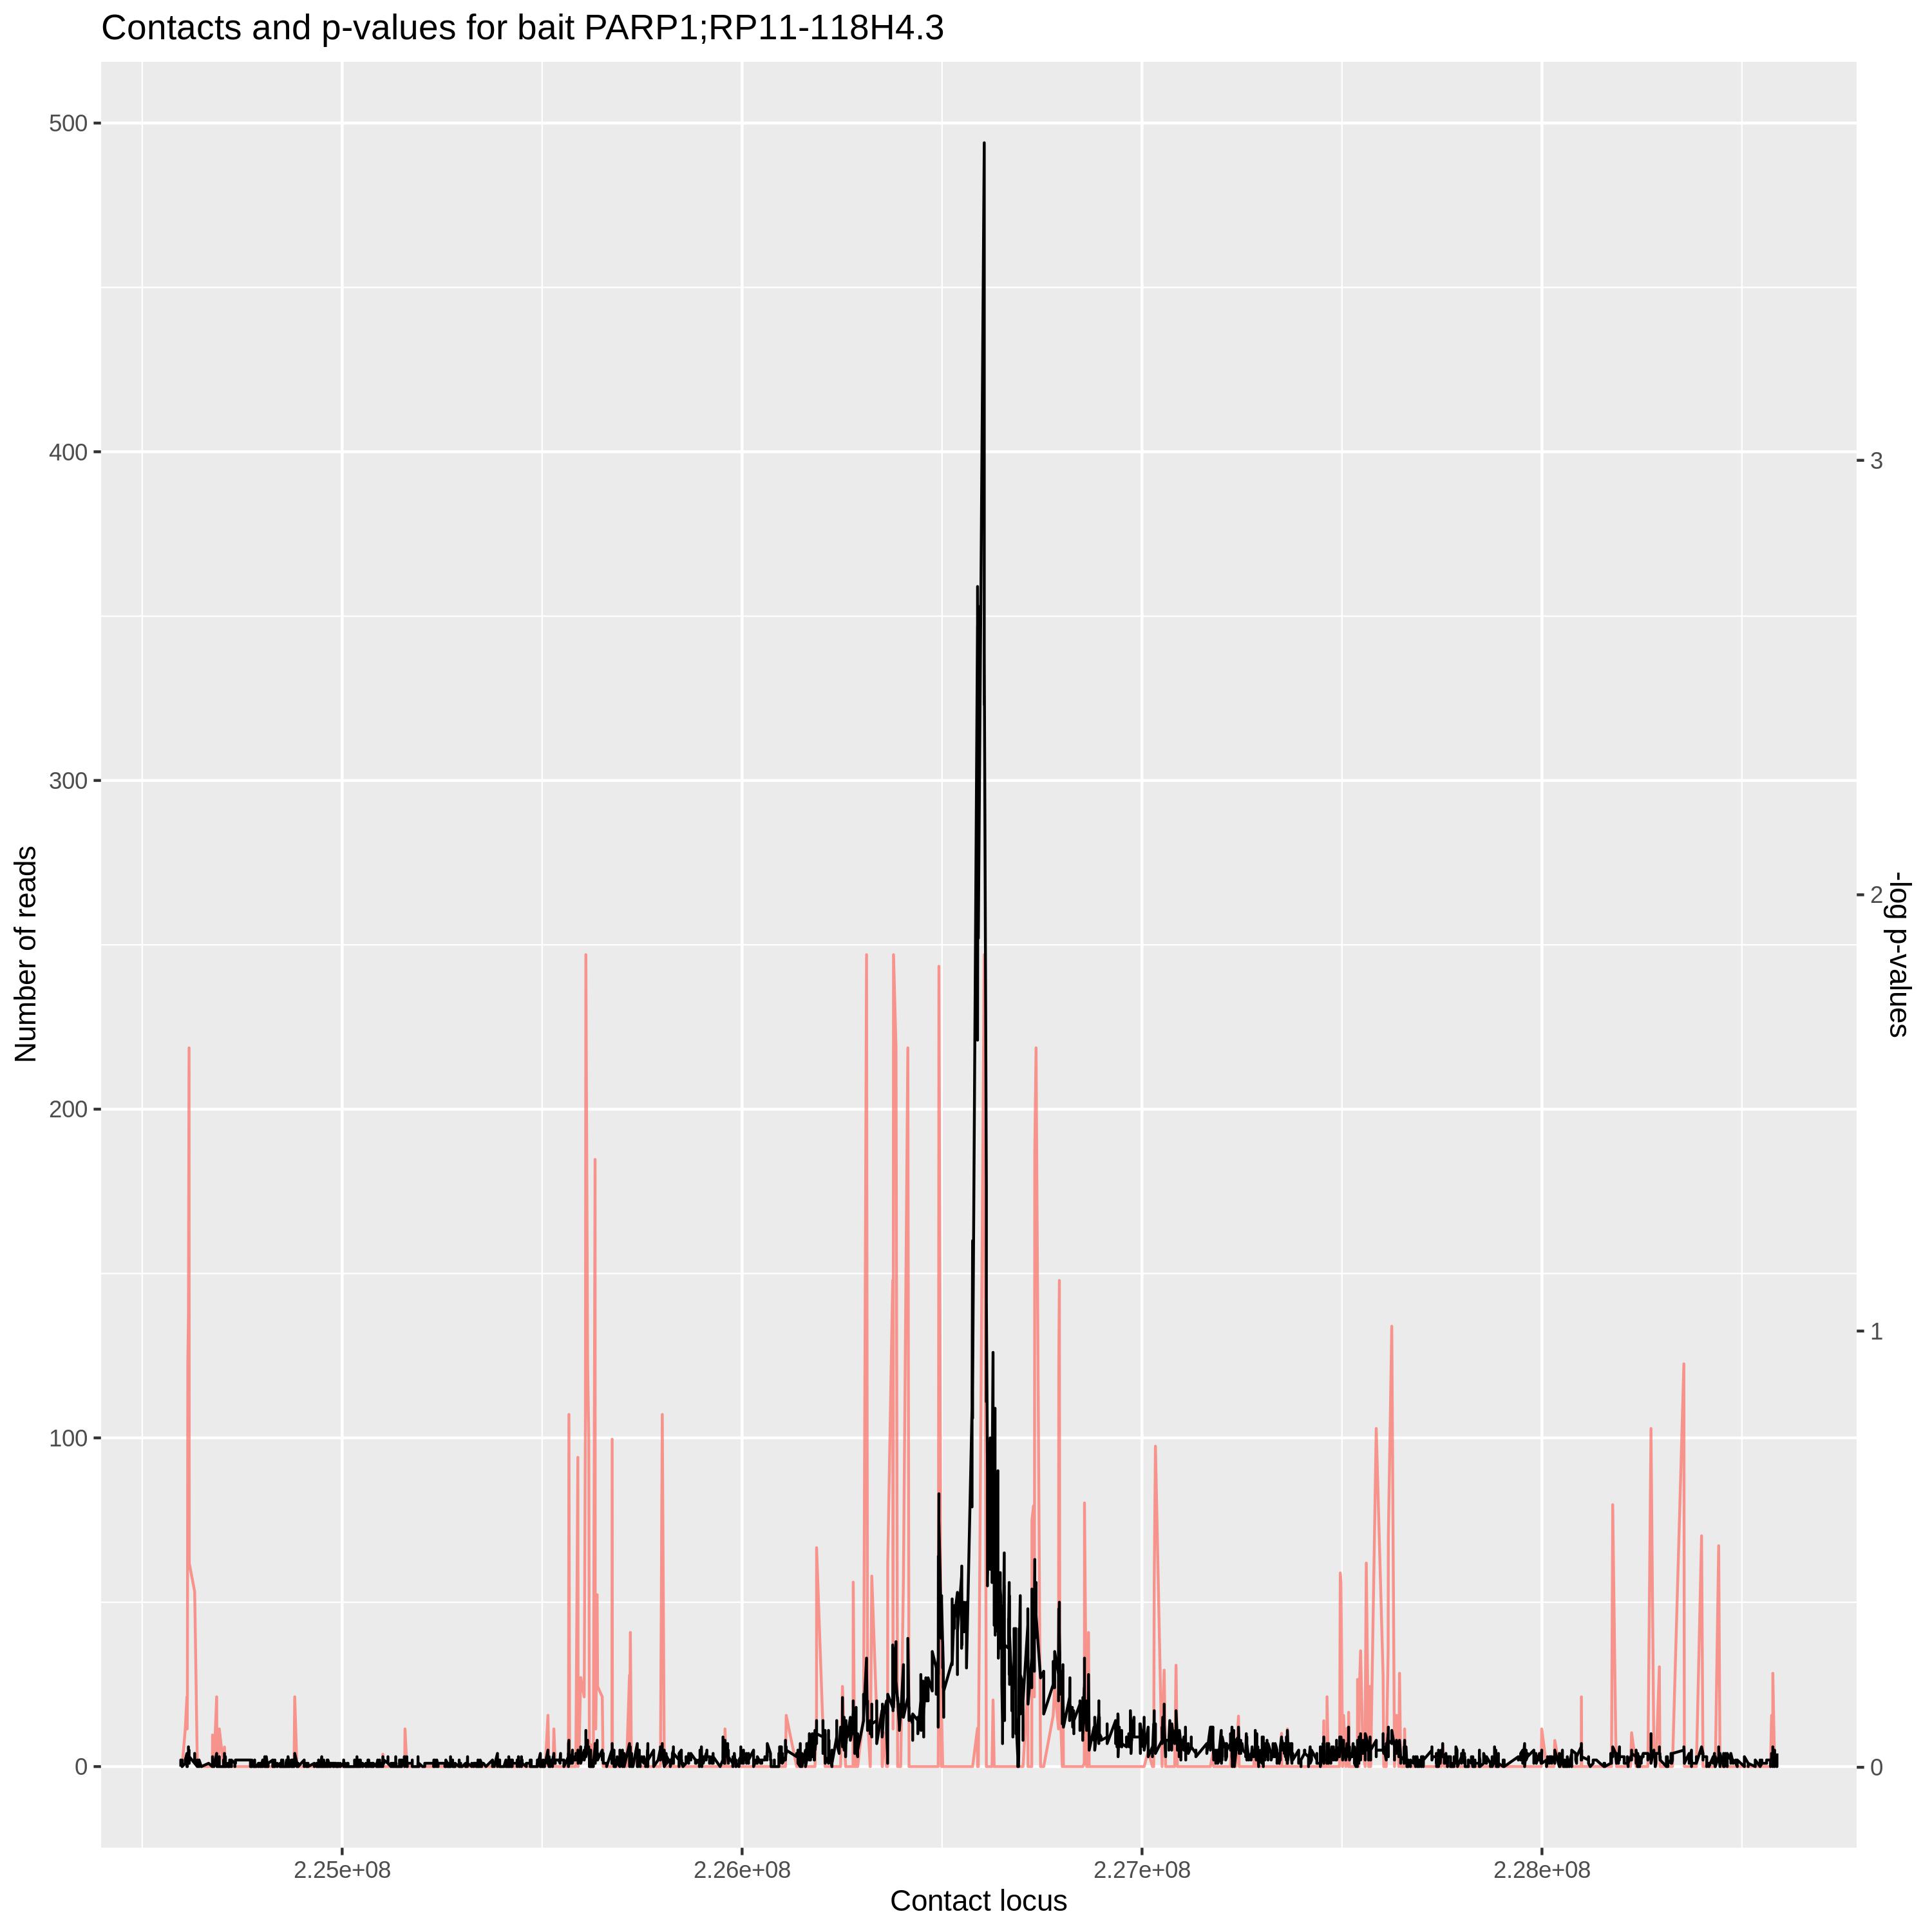 Contacts and p-values for bait PARP1;RP11-118H4.3
500
400
300
200
100
0
Number of reads
3
2
1
0
-log p-values
2.25e+08
2.26e+08
2.27e+08
2.28e+08
Contact locus